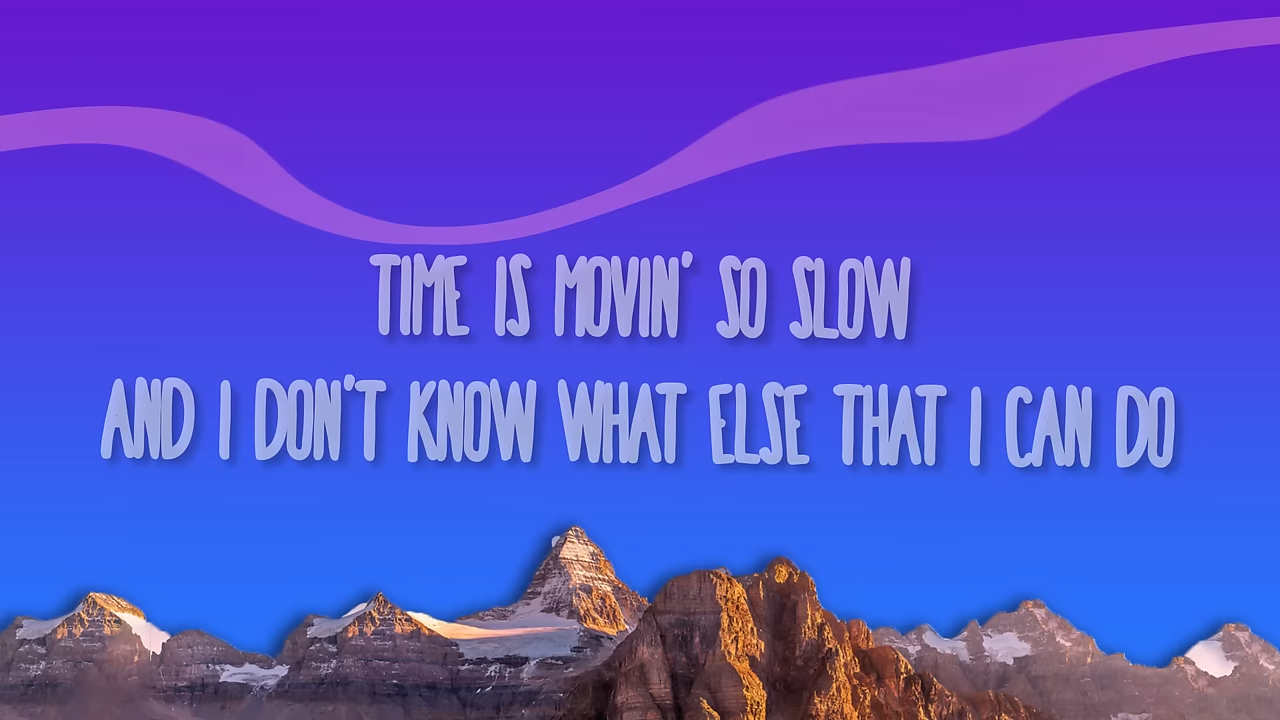 TIME IS MOVIN' SO SLOW
AND I DON'T KNOW WHAT ELSE THAT I CAN DO